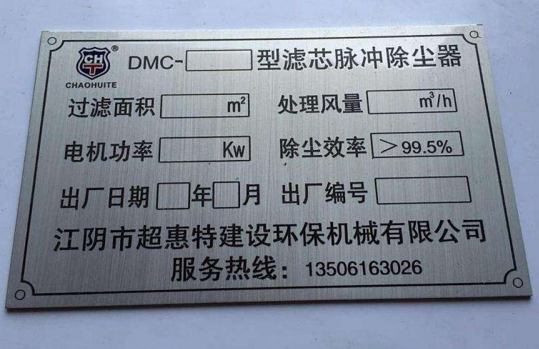 CH
T
CHAOHUITE
®
DMC- 型滤芯脉冲除尘器
过滤面积 m² 处理风量 m³/h
电机功率 Kw 除尘效率 >99.5%
出厂日期 年 月 出厂编号
江阴市超惠特建设环保机械有限公司
服务热线：13506163026